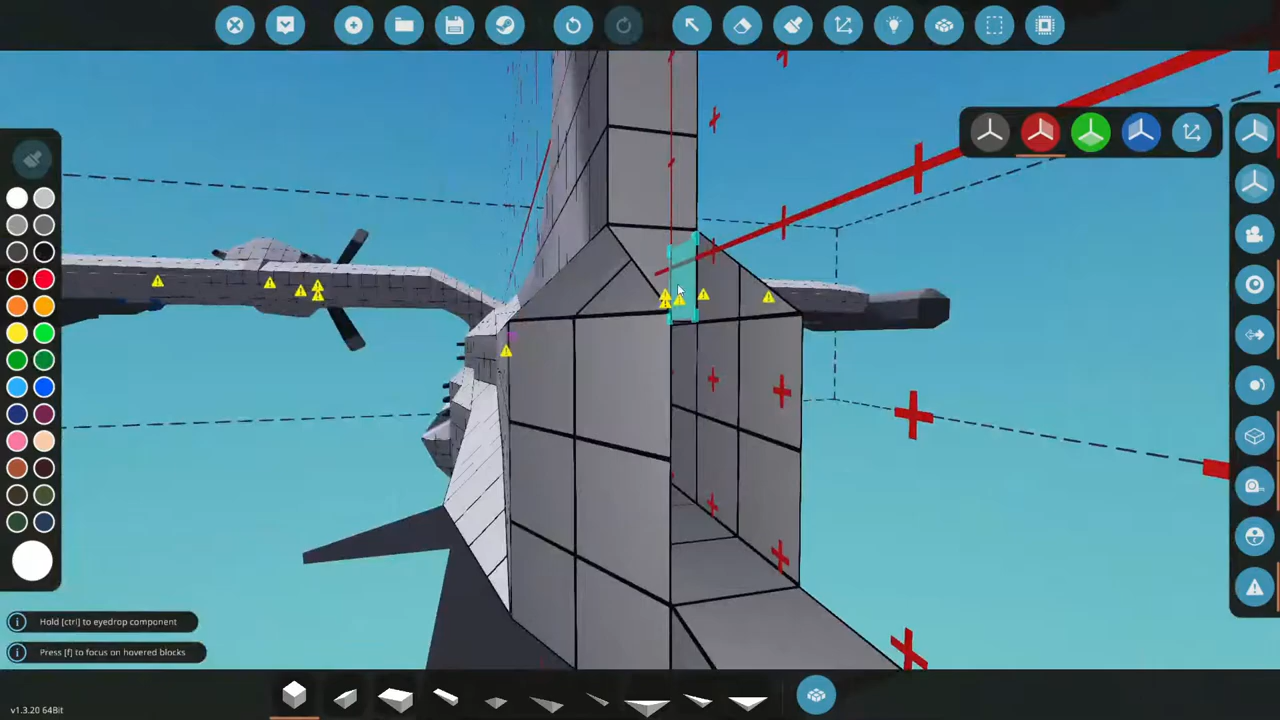 Hold [ctrl] to eyedrop component
Press [f] to focus on hovered blocks
v1.3.20 64Bit